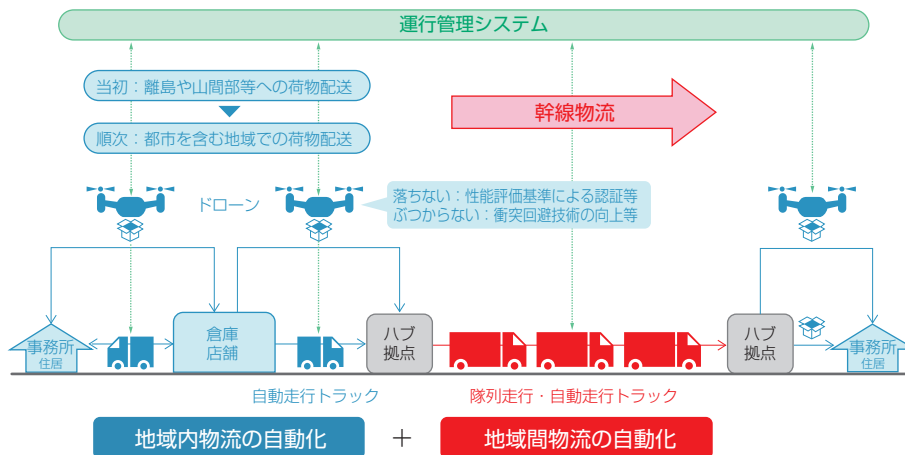 運行管理システム
当初：離島や山間部等への荷物配送
順次：都市を含む地域での荷物配送
幹線物流
ドローン
落ちない：性能評価基準による認証等
ぶつからない：衝突回避技術の向上等
事務所
住居
倉庫
店舗
ハブ
拠点
ハブ
拠点
事務所
住居
自動走行トラック
隊列走行・自動走行トラック
地域内物流の自動化
+
地域間物流の自動化